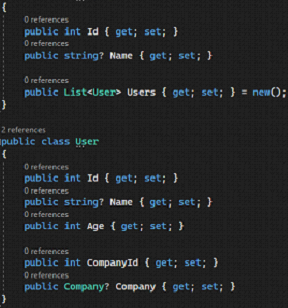 {
0 references
public int Id { get; set; }
0 references
public string? Name { get; set; }
0 references
public List<User> Users { get; set; } = new();
}
2 references
public class User
{
0 references
public int Id { get; set; }
0 references
public string? Name { get; set; }
0 references
public int Age { get; set; }
0 references
public int CompanyId { get; set; }
0 references
public Company? Company { get; set; }
}